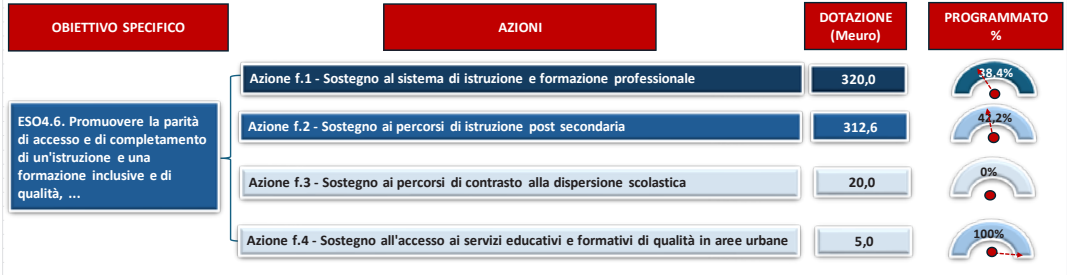 OBIETTIVO SPECIFICO
AZIONI
DOTAZIONE
(Meuro)
PROGRAMMATO
%
ESO4.6. Promuovere la parità
di accesso e di completamento
di un'istruzione e una
formazione inclusive e di
qualità, ...
Azione f.1 - Sostegno al sistema di istruzione e formazione professionale
320,0
38,4%
Azione f.2 - Sostegno ai percorsi di istruzione post secondaria
312,6
42,2%
Azione f.3 - Sostegno ai percorsi di contrasto alla dispersione scolastica
20,0
0%
Azione f.4 - Sostegno all'accesso ai servizi educativi e formativi di qualità in aree urbane
5,0
100%